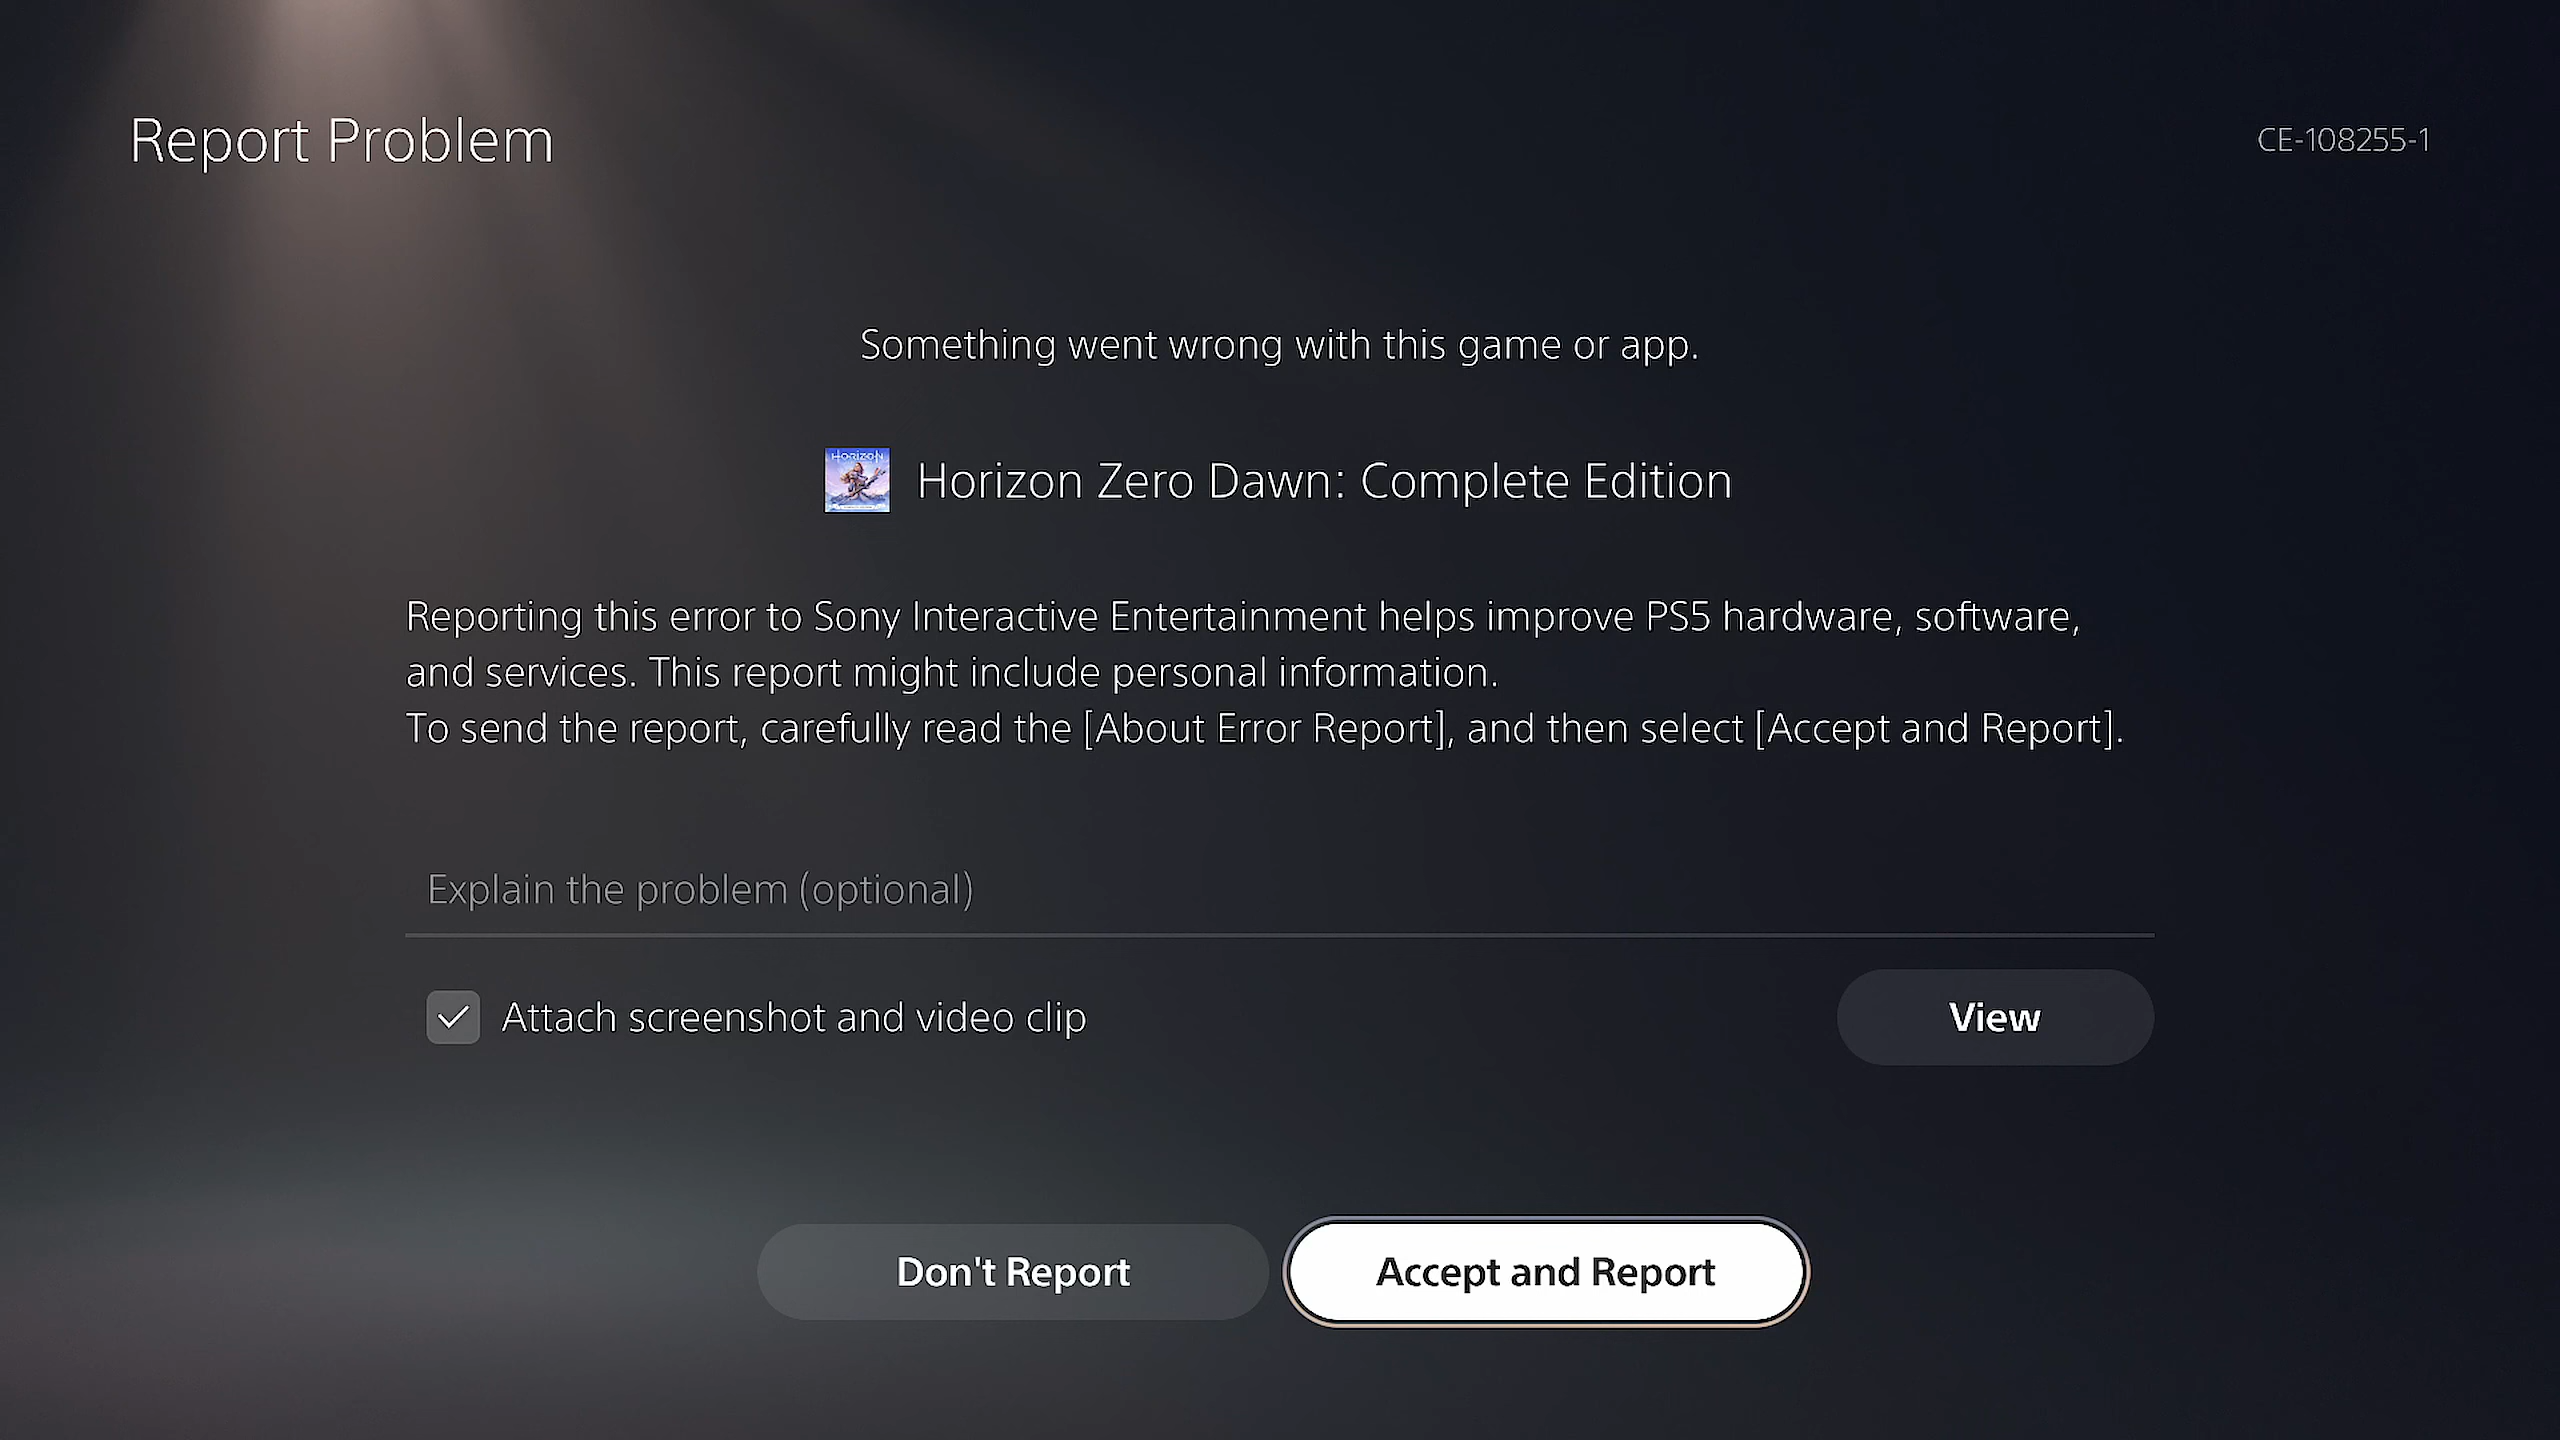 Report Problem
CE-108255-1
Something went wrong with this game or app.
HORIZON
Horizon Zero Dawn: Complete Edition
Reporting this error to Sony Interactive Entertainment helps improve PS5 hardware, software,
and services. This report might include personal information.
To send the report, carefully read the [About Error Report], and then select [Accept and Report].
Explain the problem (optional)
Attach screenshot and video clip
View
Don't Report
Accept and Report